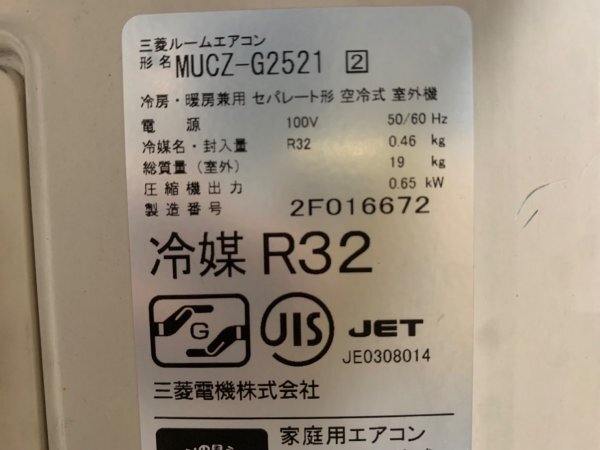 三菱ルームエアコン
形名 MUCZ-G2521 2
冷房・暖房兼用 セパレート形 空冷式 室外機
電源 100V 50/60 Hz
冷媒名・封入量 R32 0.46 kg
総質量(室外) 19 kg
圧縮機出力 0.65 kW
製造番号 2F016672
冷媒 R32
G JIS JET
JE0308014
三菱電機株式会社
家庭用エアコン